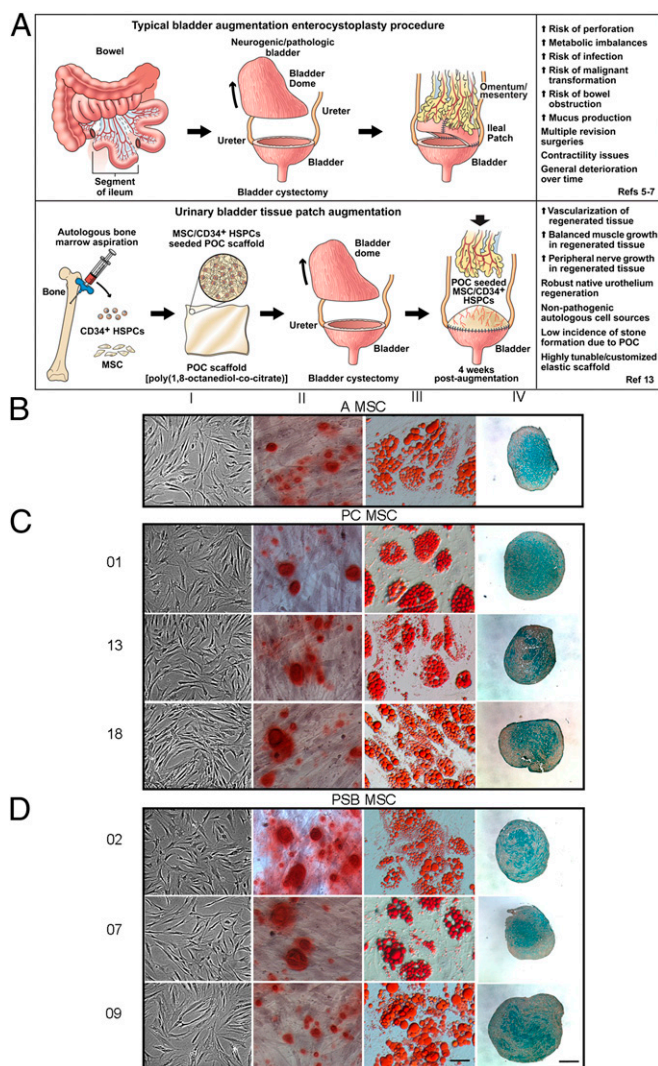 A
Typical bladder augmentation enterocystoplasty procedure
Bowel
Segment
of ileum
Neurogenic/pathologic
bladder
Bladder
Dome
Ureter
Ureter
Bladder
Bladder cystectomy
Omentum/
mesentery
Ileal
Patch
Bladder
⬆ Risk of perforation
⬆ Metabolic imbalances
⬆ Risk of infection
⬆ Risk of malignant
transformation
⬆ Risk of bowel
obstruction
⬆ Mucus production
Multiple revision
surgeries
Contractility issues
General deterioration
over time
Refs 5-7
Urinary bladder tissue patch augmentation
Autologous bone
marrow aspiration
Bone
CD34+ HSPCs
MSC
MSC/CD34+ HSPCs
seeded POC scaffold
POC scaffold
[poly(1,8-octanediol-co-citrate)]
Bladder
dome
Ureter
Bladder
Bladder cystectomy
POC seeded
MSC/CD34+
HSPCs
Bladder
4 weeks
post-augmentation
⬆ Vascularization of
regenerated tissue
⬆ Balanced muscle growth
in regenerated tissue
⬆ Peripheral nerve growth
in regenerated tissue
Robust native urothelium
regeneration
Non-pathogenic
autologous cell sources
Low incidence of stone
formation due to POC
Highly tunable/customized
elastic scaffold
Ref 13
I II III IV
B
A MSC
C
PC MSC
01
13
18
D
PSB MSC
02
07
09